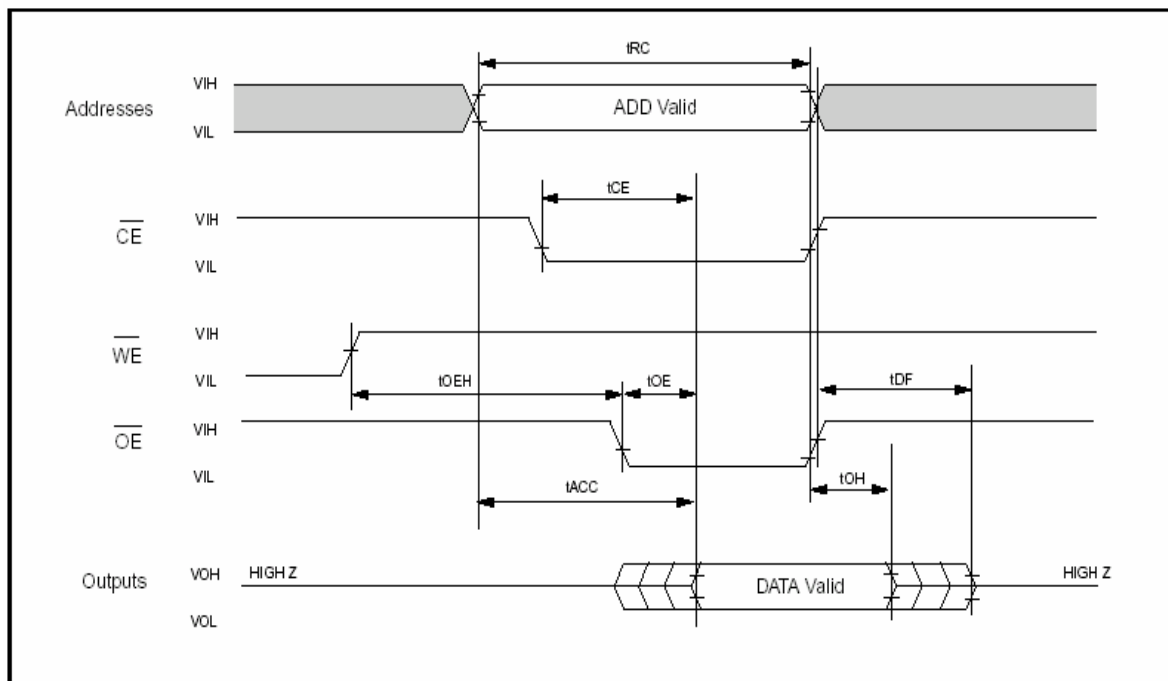 tRC
VIH
Addresses
ADD Valid
VIL
tCE
VIH
CE
VIL
VIH
WE
VIL
tOEH
tOE
tDF
VIH
OE
VIL
tACC
tOH
VOH
HIGH Z
HIGH Z
Outputs
DATA Valid
VOL